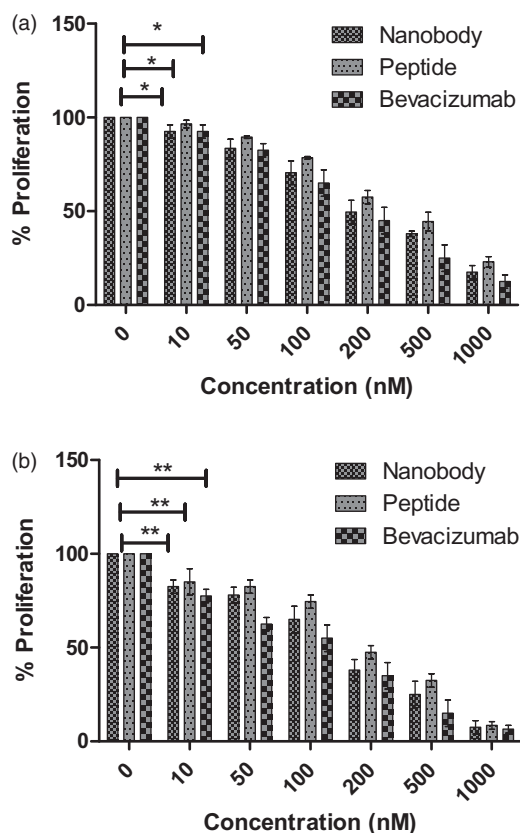 (a)
150
100
50
0
% Proliferation
*
*
*
Nanobody
Peptide
Bevacizumab
0 10 50 100 200 500 1000
Concentration (nM)
(b)
150
100
50
0
% Proliferation
**
**
**
Nanobody
Peptide
Bevacizumab
0 10 50 100 200 500 1000
Concentration (nM)